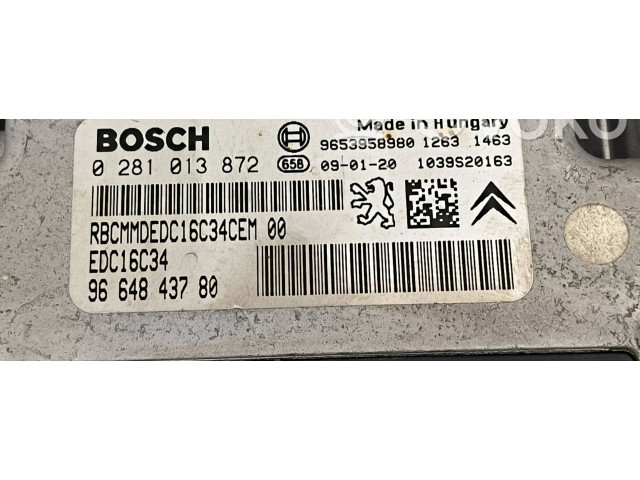 Made in Hungary
BOSCH
9653958980 1263 1463
0 281 013 872 658 09-01-20 1039S20163
RBCMMDEDC16C34CEM 00
EDC16C34
96 648 437 80